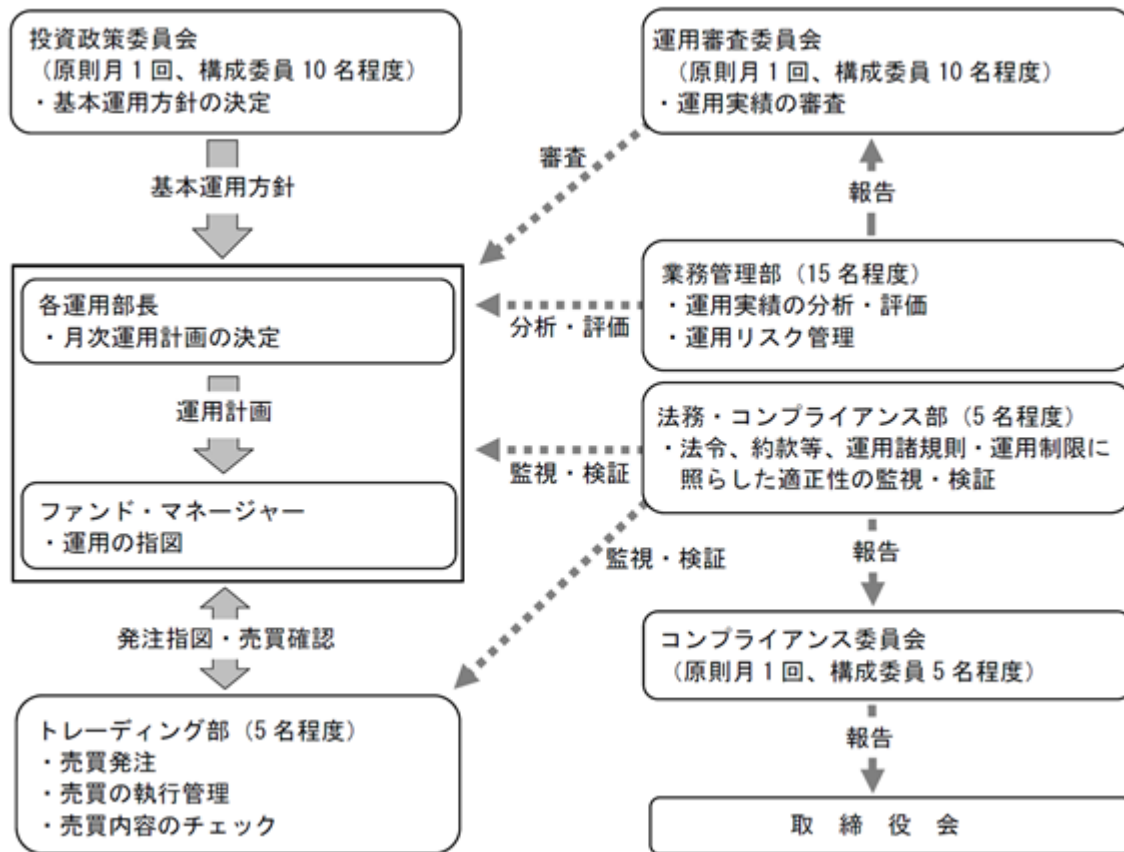 投資政策委員会
（原則月1回、構成委員10名程度）
・基本運用方針の決定
基本運用方針
各運用部長
・月次運用計画の決定
運用計画
ファンド・マネージャー
・運用の指図
発注指図・売買確認
トレーディング部（5名程度）
・売買発注
・売買の執行管理
・売買内容のチェック
運用審査委員会
（原則月1回、構成委員10名程度）
・運用実績の審査
審査
報告
業務管理部（15名程度）
・運用実績の分析・評価
・運用リスク管理
分析・評価
法務・コンプライアンス部（5名程度）
・法令、約款等、運用諸規則・運用制限に
照らした適正性の監視・検証
監視・検証
監視・検証
報告
コンプライアンス委員会
（原則月1回、構成委員5名程度）
報告
取 締 役 会